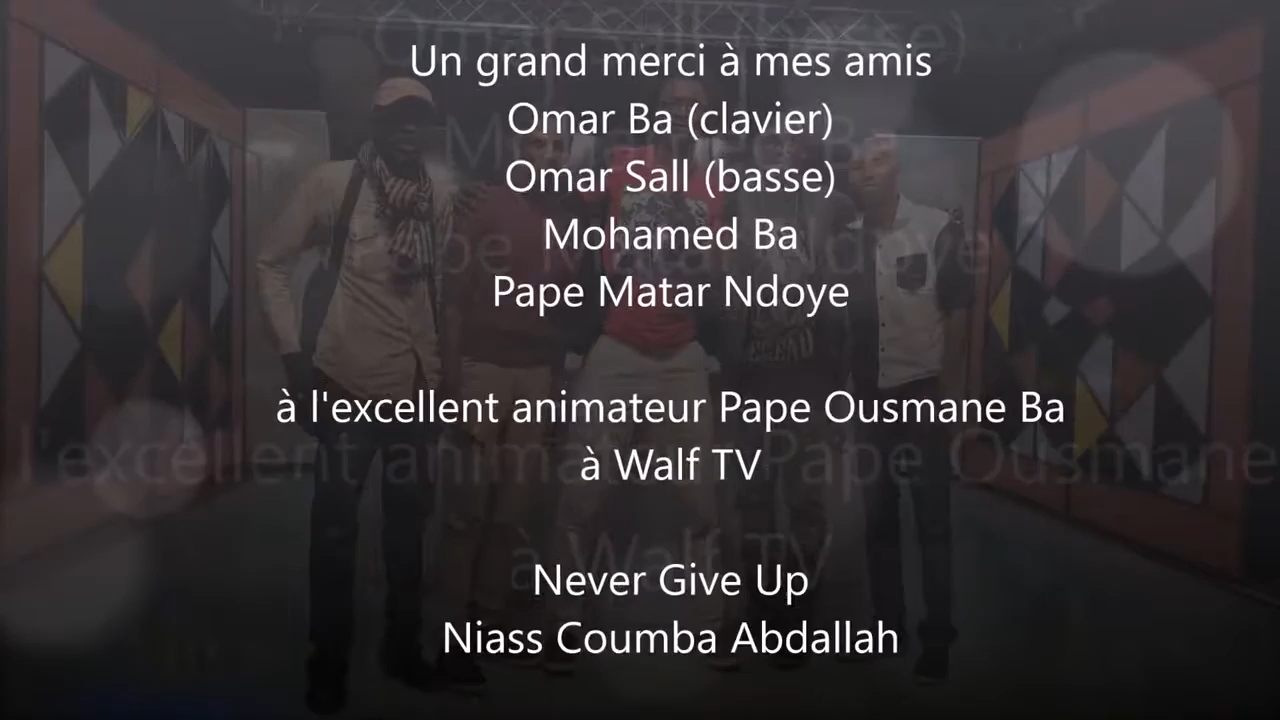 Un grand merci à mes amis
Omar Ba (clavier)
Omar Sall (basse)
Mohamed Ba
Pape Matar Ndoye
à l'excellent animateur Pape Ousmane Ba
à Walf TV
Never Give Up
Niass Coumba Abdallah